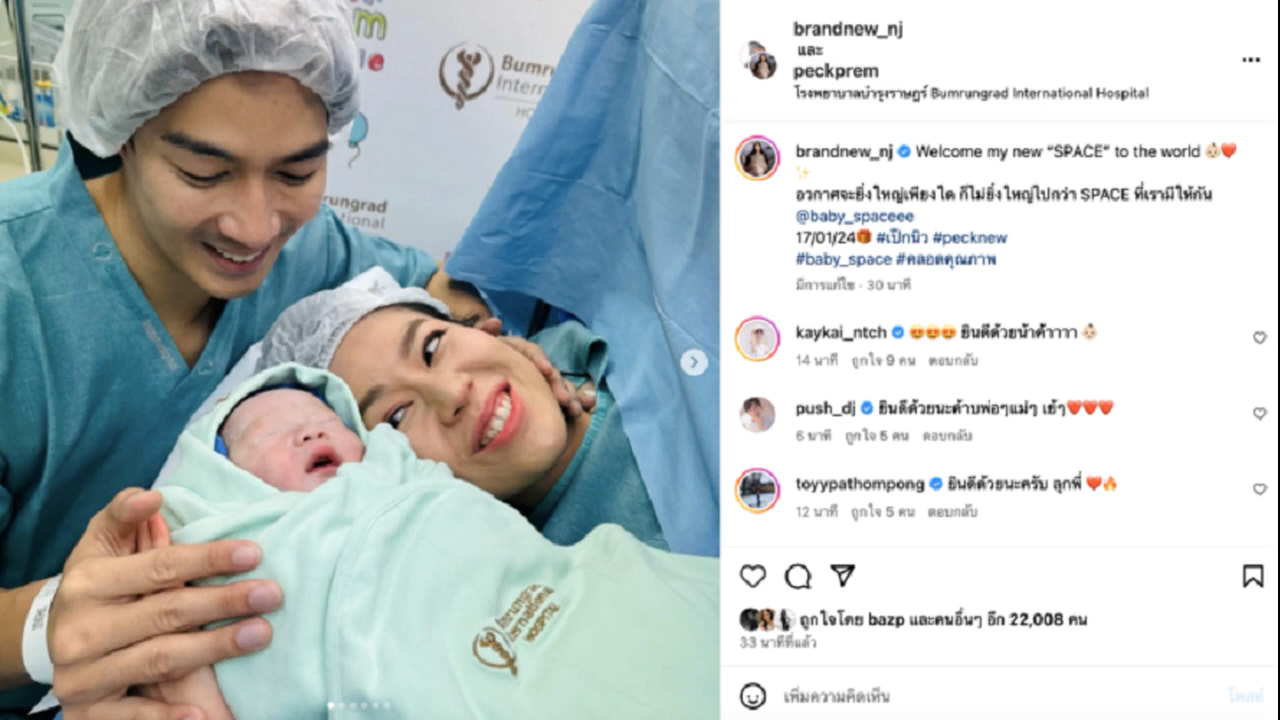 m
le
Bumru
Intern
HO
rungrad
national
brandnew_nj
และ
peckprem
โรงพยาบาลบำรุงราษฎร์ Bumrungrad International Hospital
brandnew_nj Welcome my new “SPACE” to the world 👶🏻❤️
✨
อวกาศจะยิ่งใหญ่เพียงใด ก็ไม่ยิ่งใหญ่ไปกว่า SPACE ที่เรามีให้กัน
@baby_spaceee
17/01/24🎁 #เป๊กนิว #pecknew
#baby_space #คลอดคุณภาพ
มีการแก้ไข · 30 นาที
kaykai_ntch 😍😍😍 ยินดีด้วยน้าค้าาาา 👶🏻
14 นาที ถูกใจ 9 คน ตอบกลับ
push_dj ยินดีด้วยนะค้าบพ่อๆแม่ๆ เย้ๆ❤️❤️❤️
6 นาที ถูกใจ 5 คน ตอบกลับ
toyypathompong ยินดีด้วยนะครับ ลูกพี่ ❤️🔥
12 นาที ถูกใจ 5 คน ตอบกลับ
ถูกใจโดย bazp และคนอื่นๆ อีก 22,008 คน
33 นาทีที่แล้ว
เพิ่มความคิดเห็น
โพสต์